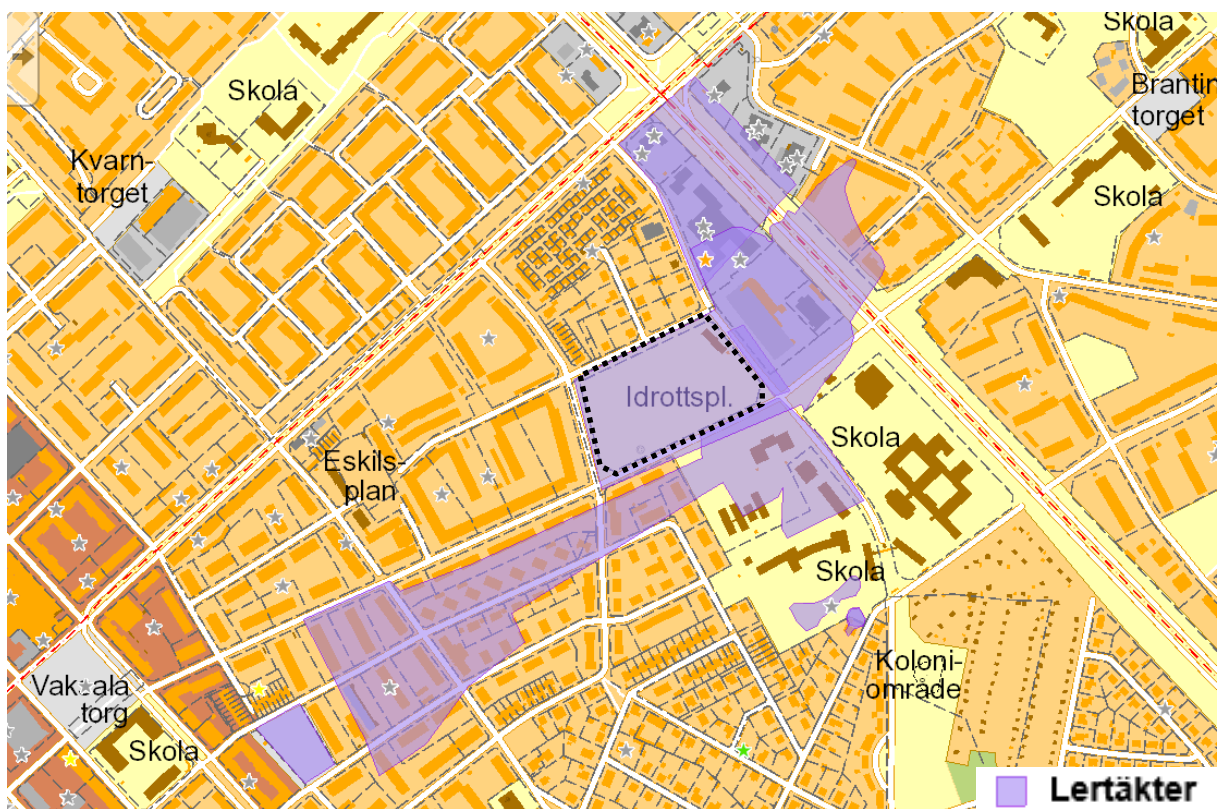 Skola
Skola
Brantin
torget
Kvarn-
torget
Skola
Idrottspl.
Skola
Eskils-
plan
Skola
Koloni-
område
Vaksala
torg
Skola
Lertäkter